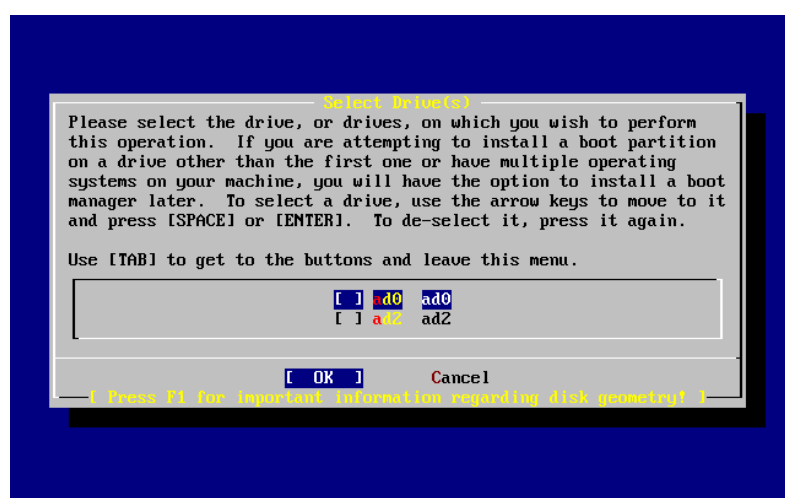 Select Drive(s)
Please select the drive, or drives, on which you wish to perform
this operation.  If you are attempting to install a boot partition
on a drive other than the first one or have multiple operating
systems on your machine, you will have the option to install a boot
manager later.  To select a drive, use the arrow keys to move to it
and press [SPACE] or [ENTER].  To de-select it, press it again.
Use [TAB] to get to the buttons and leave this menu.
[ ] ad0  ad0
[ ] ad2  ad2
[  OK  ]  Cancel
[ Press F1 for important information regarding disk geometry! ]